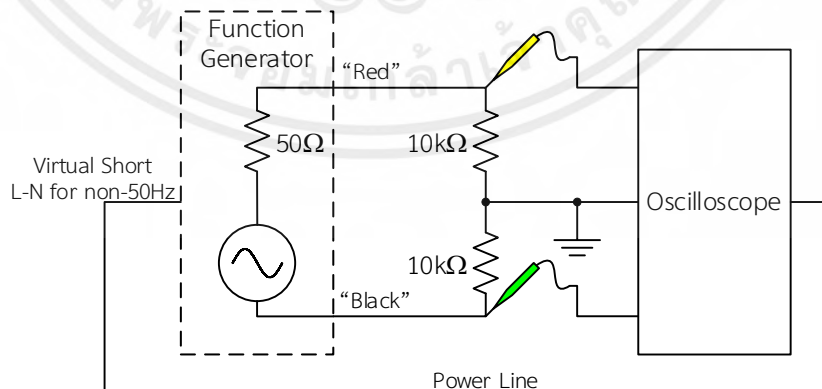 Function
Generator
“Red”
50Ω
10kΩ
Virtual Short
L-N for non-50Hz
Oscilloscope
10kΩ
“Black”
Power Line